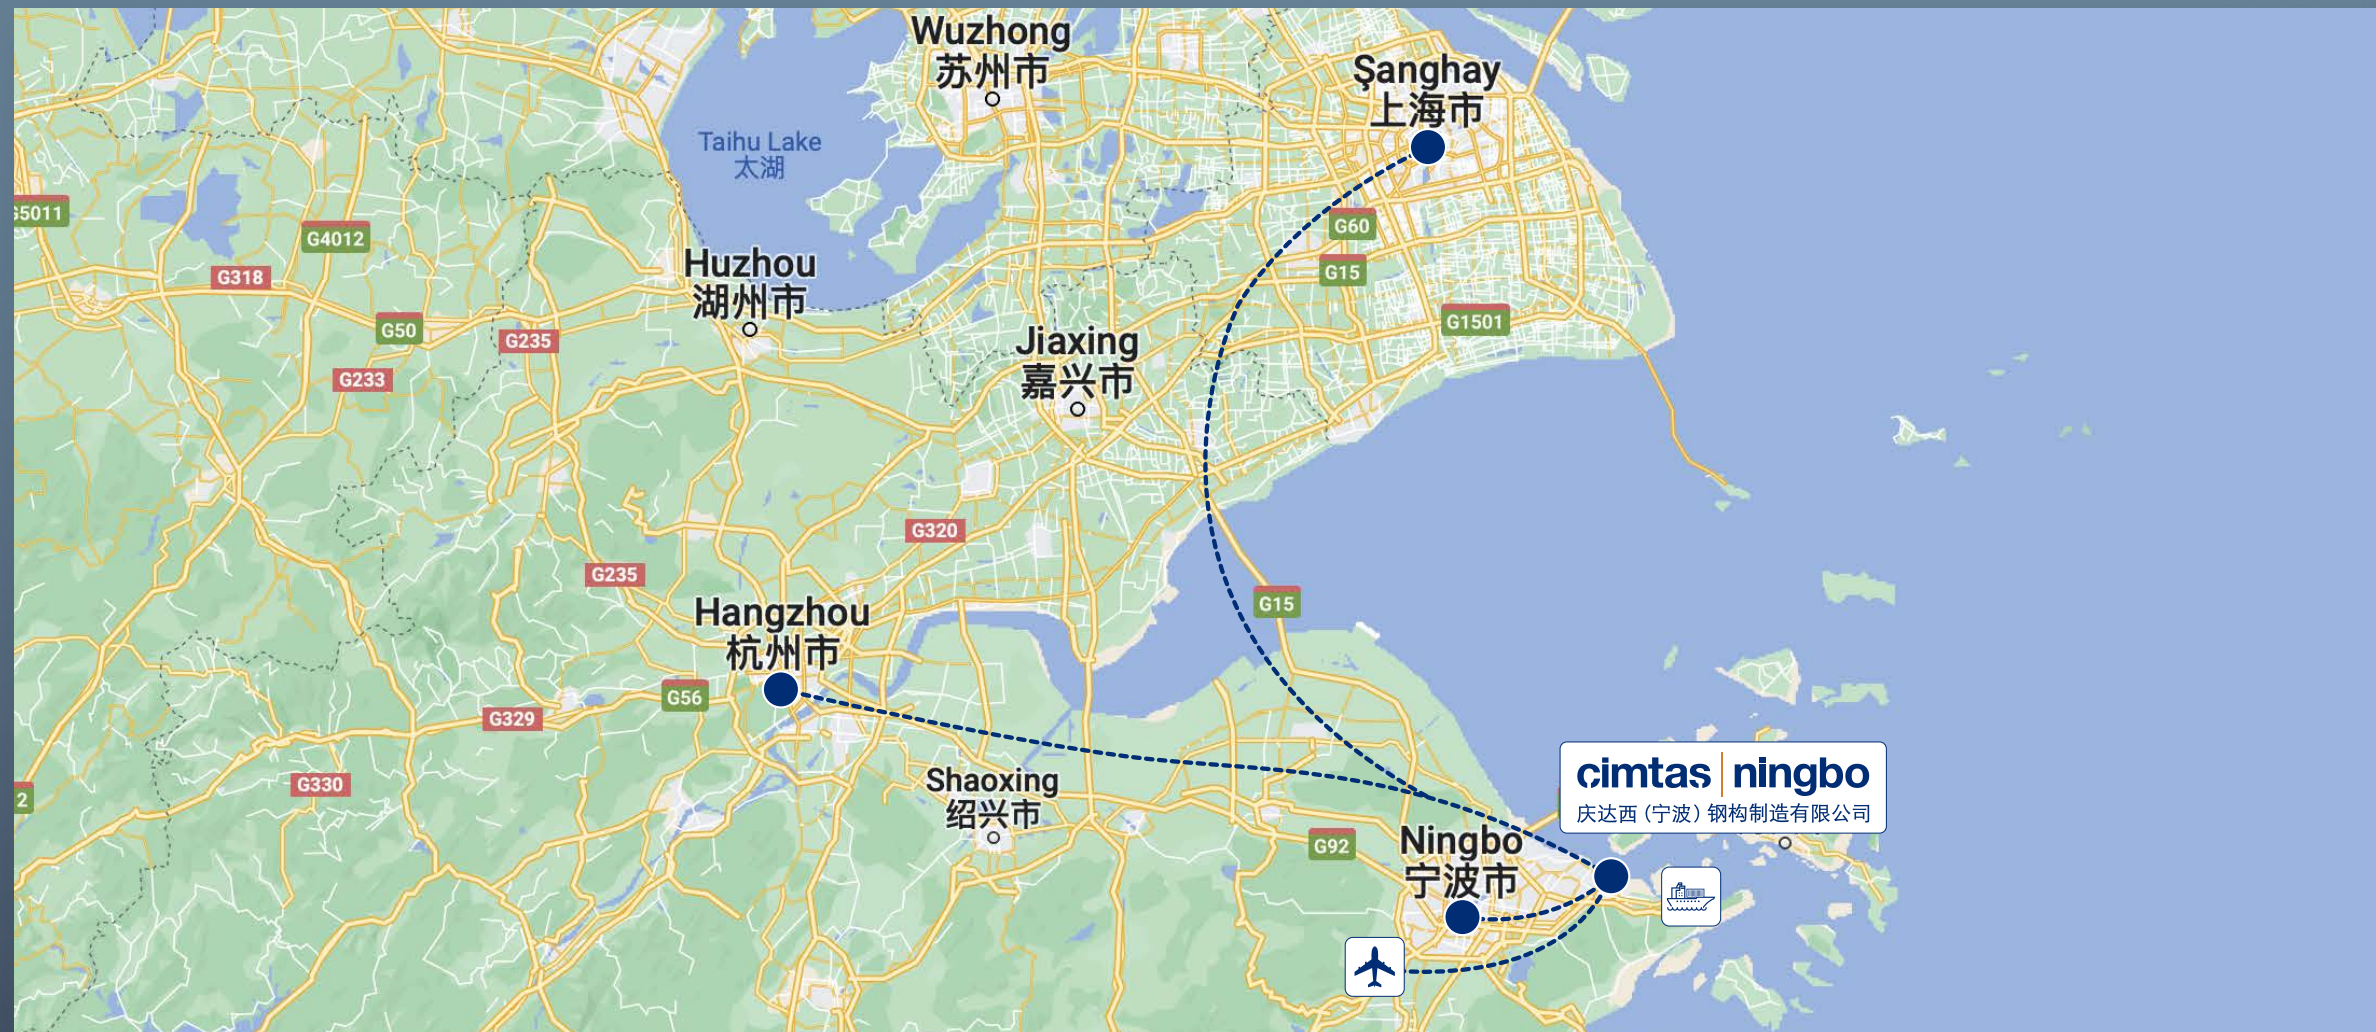 Wuzhong
苏州市
Şanghay
上海市
Taihu Lake
太湖
G5011
G4012
G60
Huzhou
湖州市
G318
G15
G50
G235
Jiaxing
嘉兴市
G1501
G233
G320
G235
Hangzhou
杭州市
G15
G56
G329
Shaoxing
绍兴市
G330
2
cimtas | ningbo
庆达西（宁波）钢构制造有限公司
G92
Ningbo
宁波市